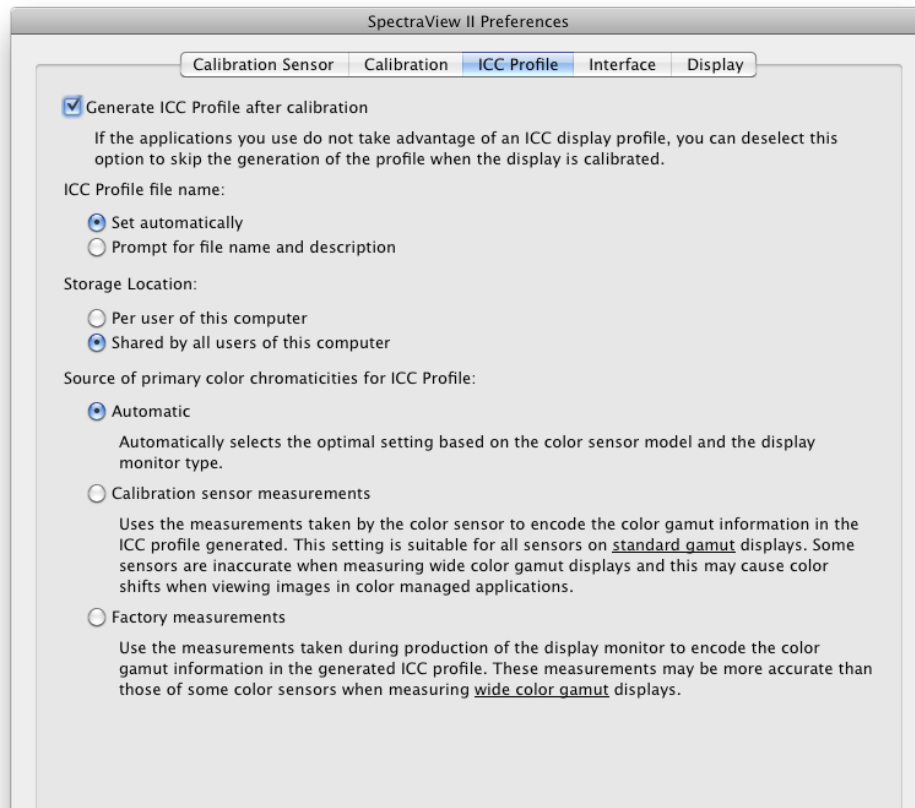 SpectraView II Preferences
Calibration Sensor Calibration ICC Profile Interface Display
Generate ICC Profile after calibration
If the applications you use do not take advantage of an ICC display profile, you can deselect this
option to skip the generation of the profile when the display is calibrated.
ICC Profile file name:
Set automatically
Prompt for file name and description
Storage Location:
Per user of this computer
Shared by all users of this computer
Source of primary color chromaticities for ICC Profile:
Automatic
Automatically selects the optimal setting based on the color sensor model and the display
monitor type.
Calibration sensor measurements
Uses the measurements taken by the color sensor to encode the color gamut information in the
ICC profile generated. This setting is suitable for all sensors on standard gamut displays. Some
sensors are inaccurate when measuring wide color gamut displays and this may cause color
shifts when viewing images in color managed applications.
Factory measurements
Use the measurements taken during production of the display monitor to encode the color
gamut information in the generated ICC profile. These measurements may be more accurate than
those of some color sensors when measuring wide color gamut displays.